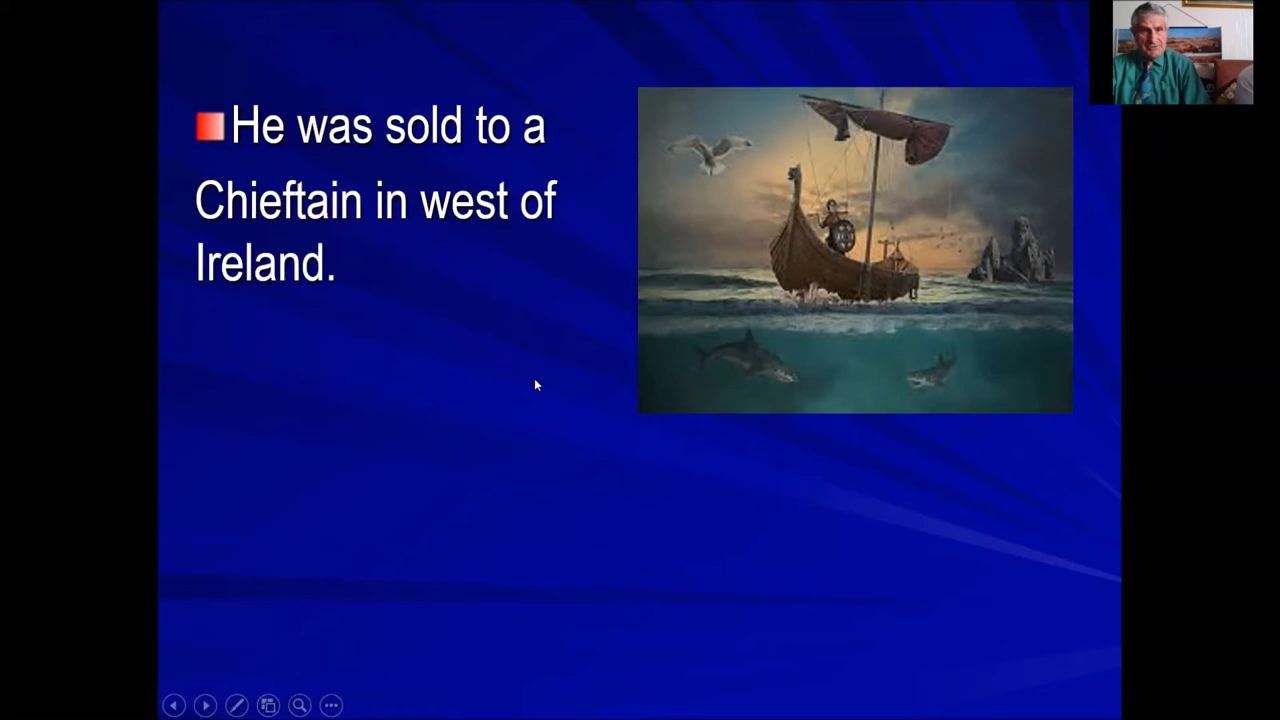 He was sold to a
Chieftain in west of
Ireland.